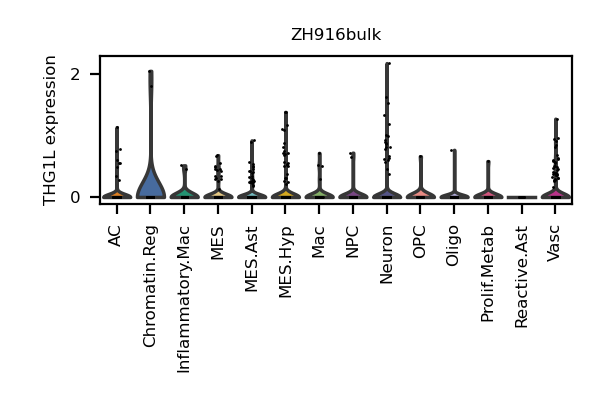 ZH916bulk
THG1L expression
2
0
AC
Chromatin.Reg
Inflammatory.Mac
MES
MES.Ast
MES.Hyp
Mac
NPC
Neuron
OPC
Oligo
Prolif.Metab
Reactive.Ast
Vasc